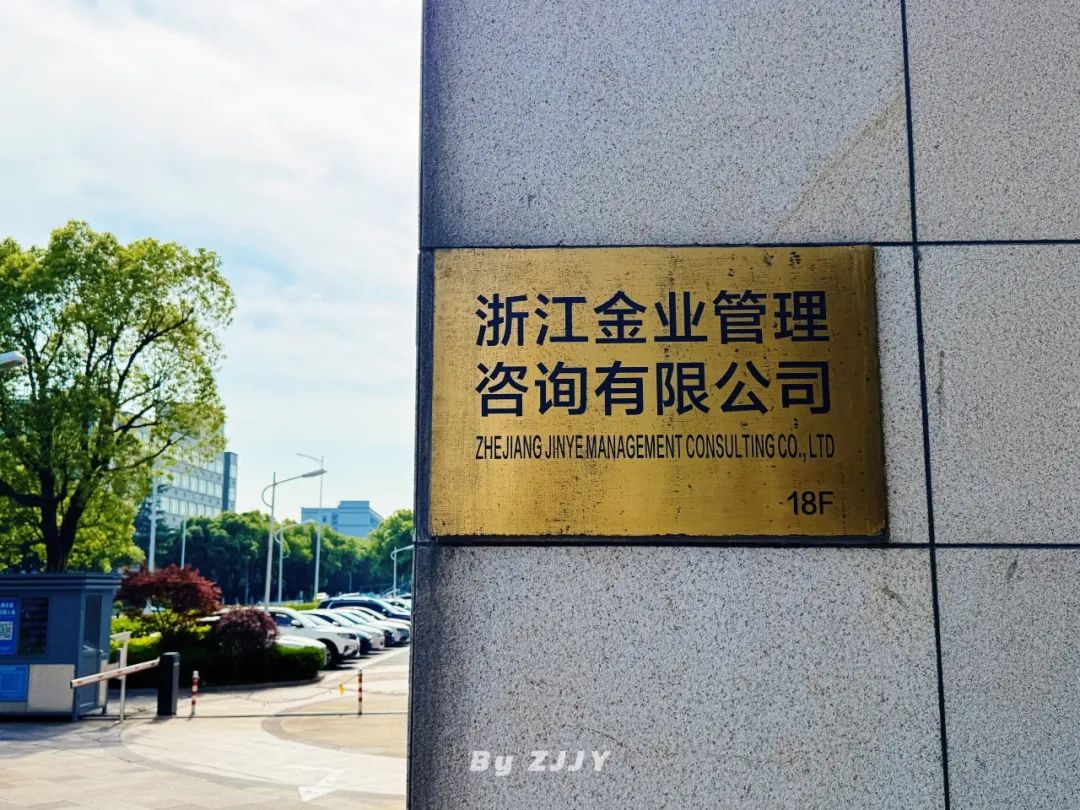 浙江金业管理
咨询有限公司
ZHEJIANG JINYE MANAGEMENT CONSULTING CO., LTD
18F
By ZJJY